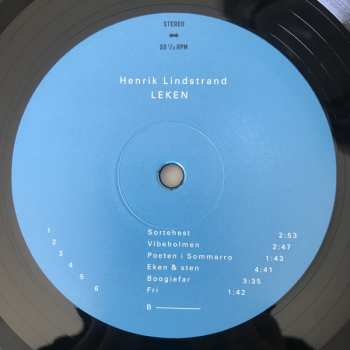 STEREO
33 1/3 RPM
Henrik Lindstrand
LEKEN
1 Sortehest 2:53
2 Vibeholmen 2:47
3 Poeten i Sommarro 1:43
4 Eken & sten 4:41
5 Boogiefar 3:35
6 Fri 1:42
B